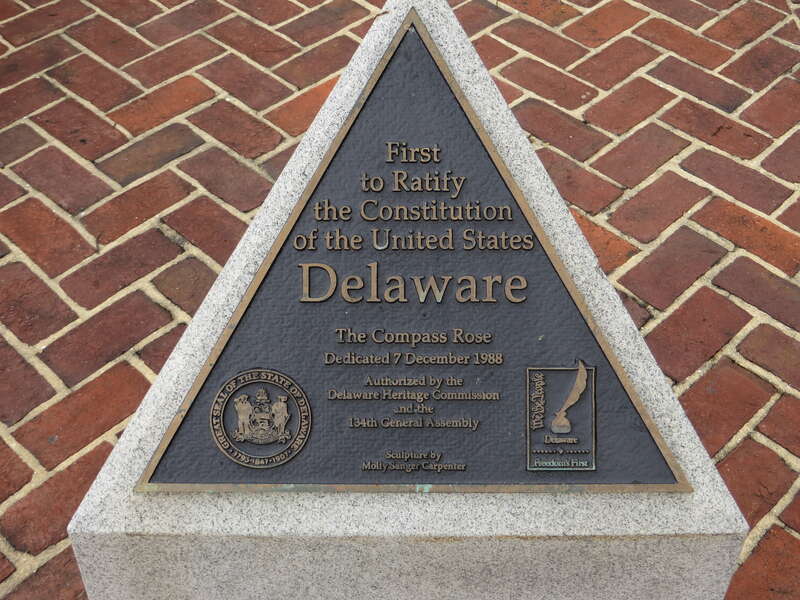 First
to Ratify
the Constitution
of the United States
Delaware
The Compass Rose
Dedicated 7 December 1988
Authorized by the
Delaware Heritage Commission
and the
134th General Assembly
Sculpture by
Molly Sanger Carpenter
GREAT SEAL OF THE STATE OF DELAWARE
1793·1847·1907
We the People
Delaware
Freedom's First